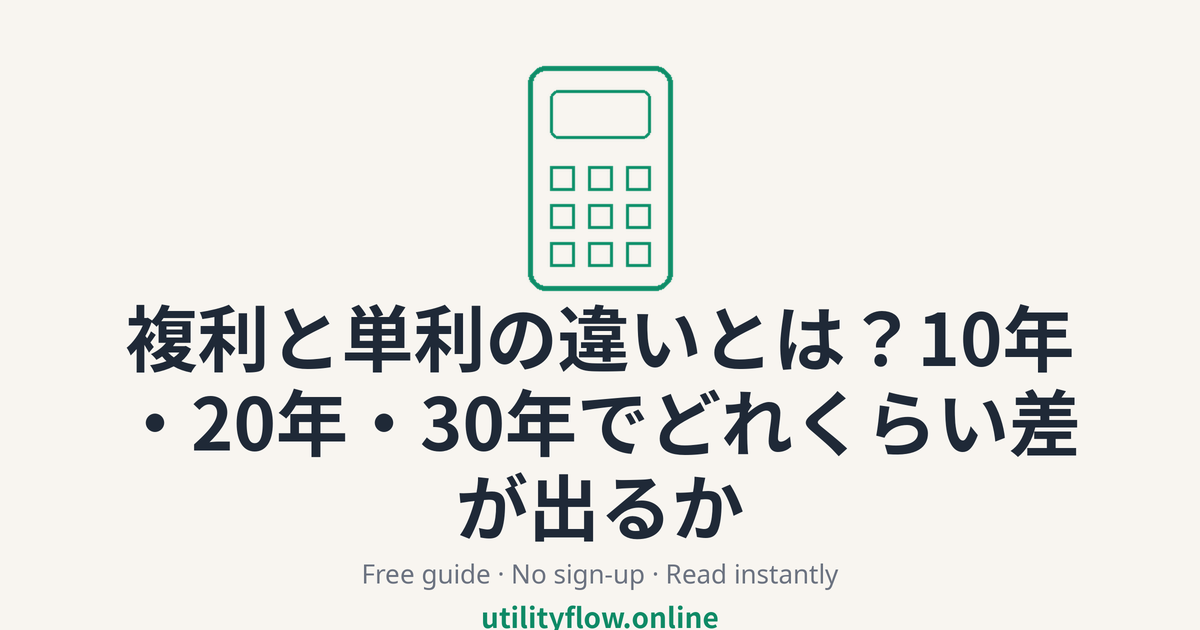 複利と単利の違いとは？10年
・20年・30年でどれくらい差
が出るか
Free guide · No sign-up · Read instantly
utilityflow.online